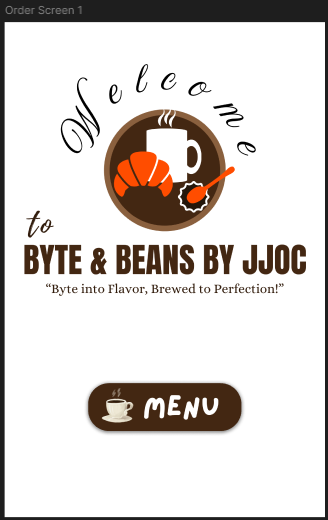 Order Screen 1
Welcome
to
BYTE & BEANS BY JJOC
“Byte into Flavor, Brewed to Perfection!”
MENU